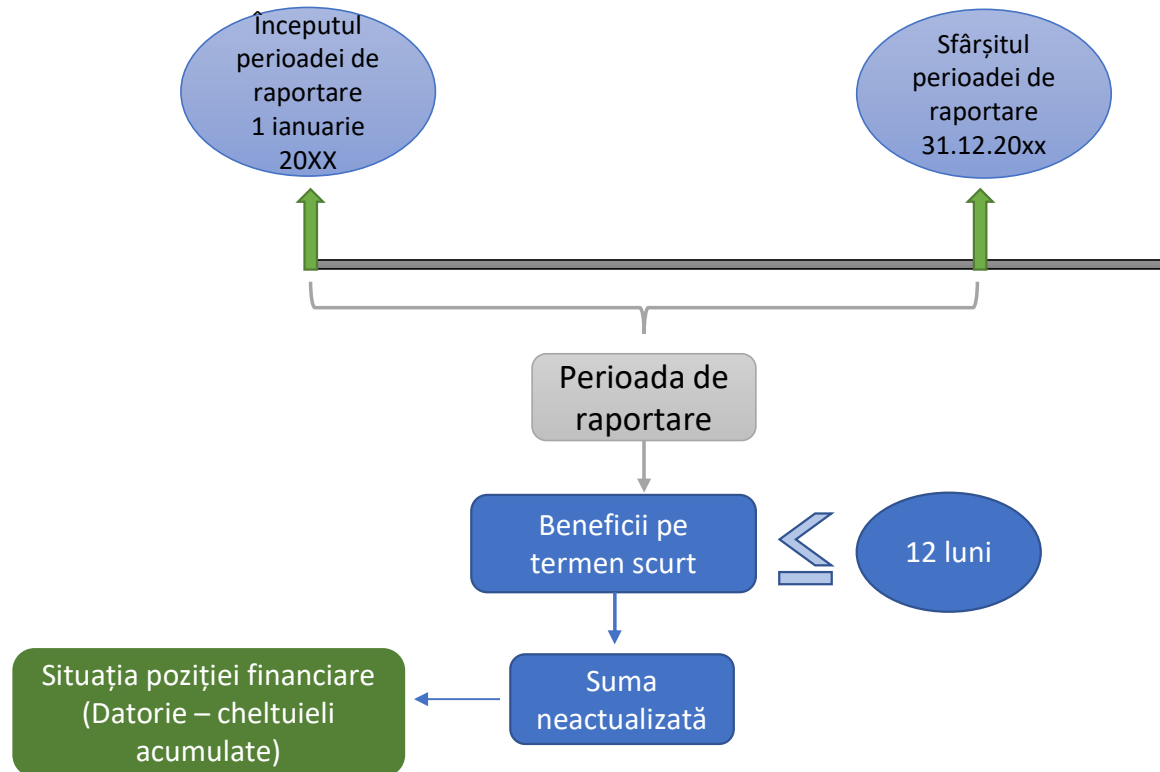 Începutul
perioadei de
raportare
1 ianuarie
20XX
Sfârșitul
perioadei de
raportare
31.12.20xx
Perioada de
raportare
Beneficii pe
termen scurt
12 luni
Situația poziției financiare
(Datorie – cheltuieli
acumulate)
Suma
neactualizată